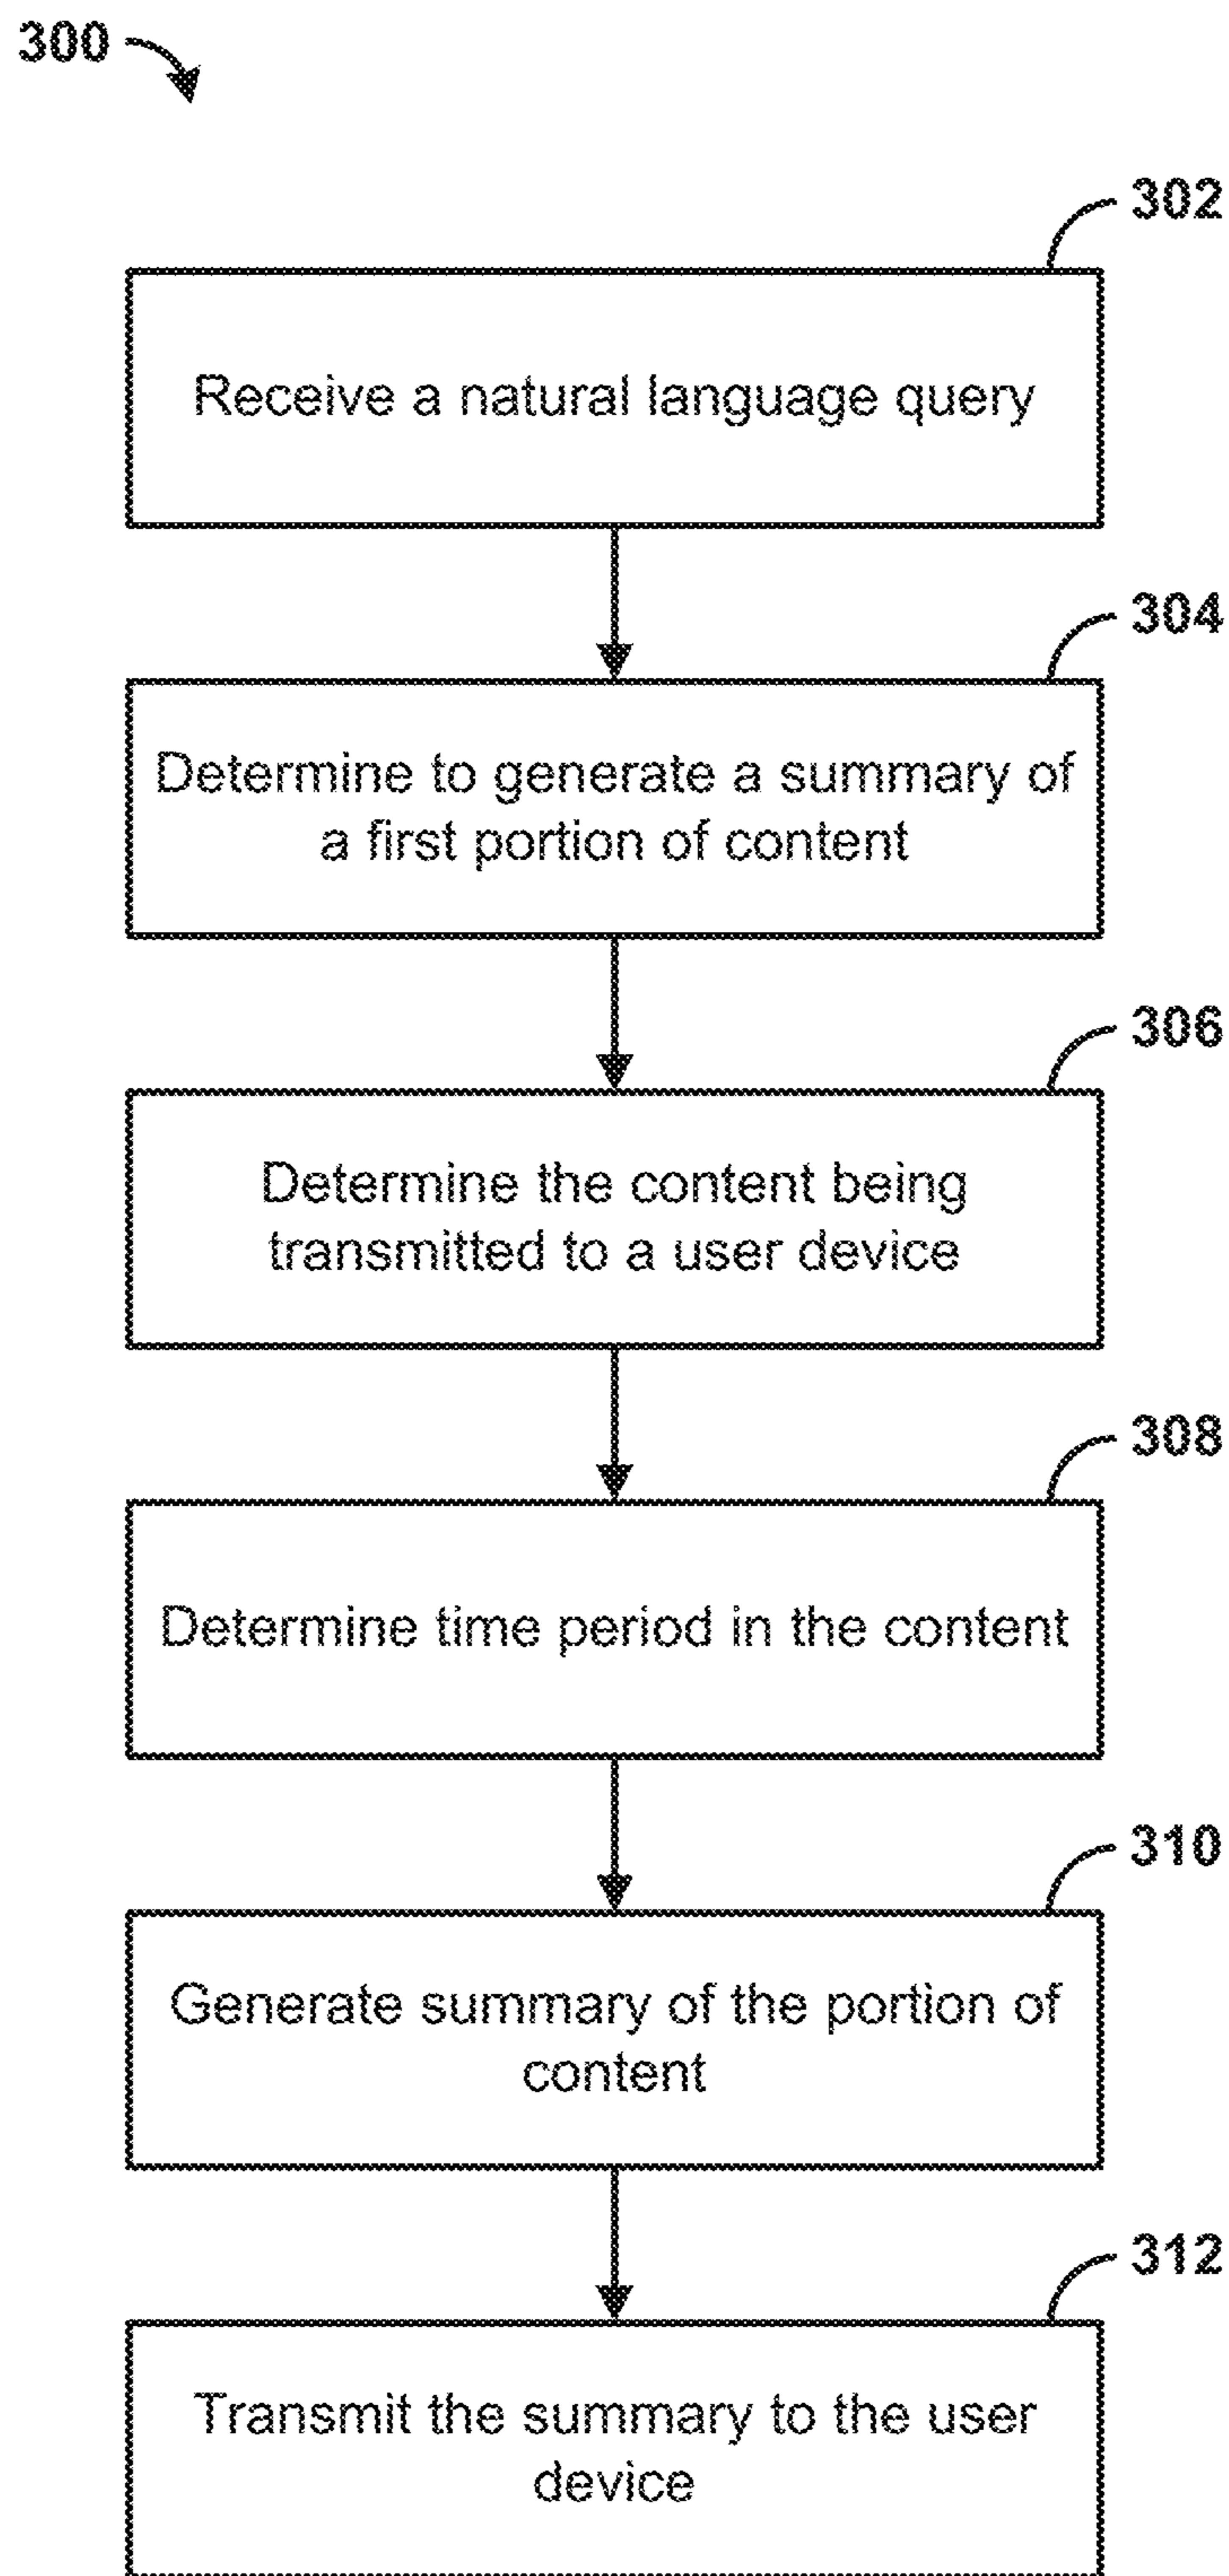 300
302
Receive a natural language query
304
Determine to generate a summary of
a first portion of content
306
Determine the content being
transmitted to a user device
308
Determine time period in the content
310
Generate summary of the portion of
content
312
Transmit the summary to the user
device